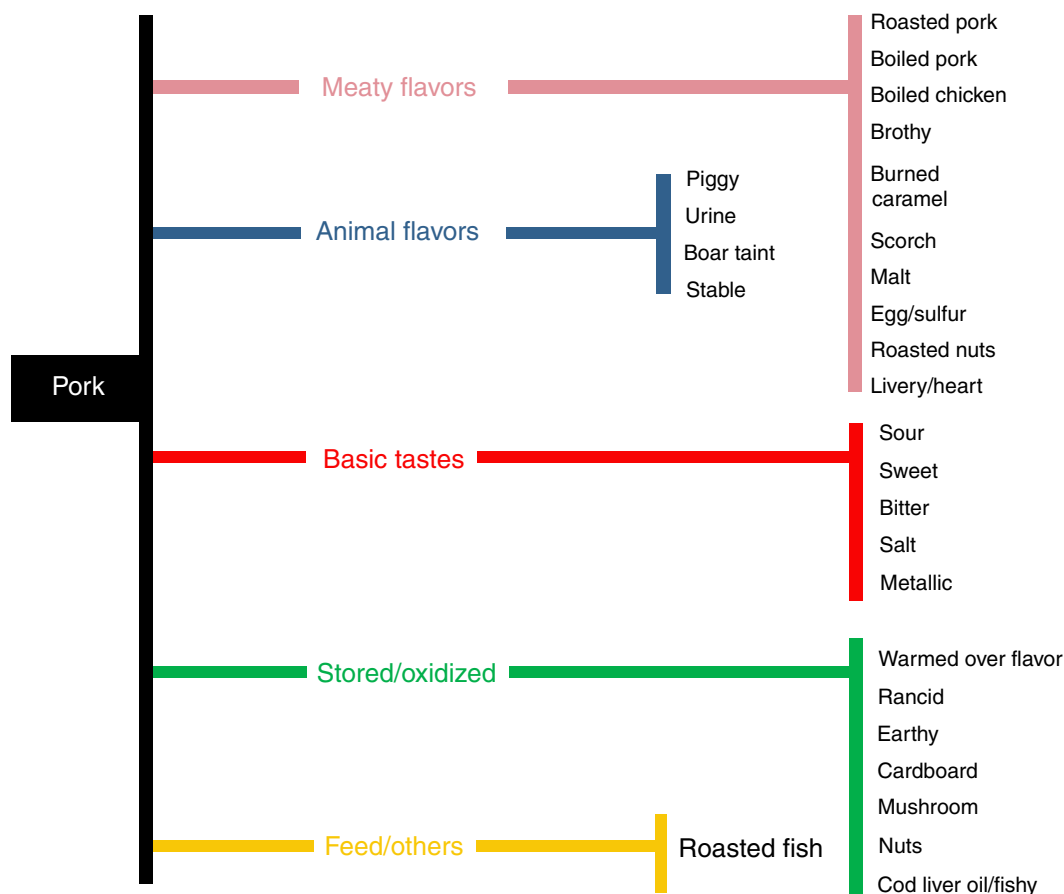 Pork
Meaty flavors
Roasted pork
Boiled pork
Boiled chicken
Brothy
Burned
caramel
Scorch
Malt
Egg/sulfur
Roasted nuts
Livery/heart
Animal flavors
Piggy
Urine
Boar taint
Stable
Basic tastes
Sour
Sweet
Bitter
Salt
Metallic
Stored/oxidized
Warmed over flavor
Rancid
Earthy
Cardboard
Mushroom
Nuts
Cod liver oil/fishy
Feed/others
Roasted fish